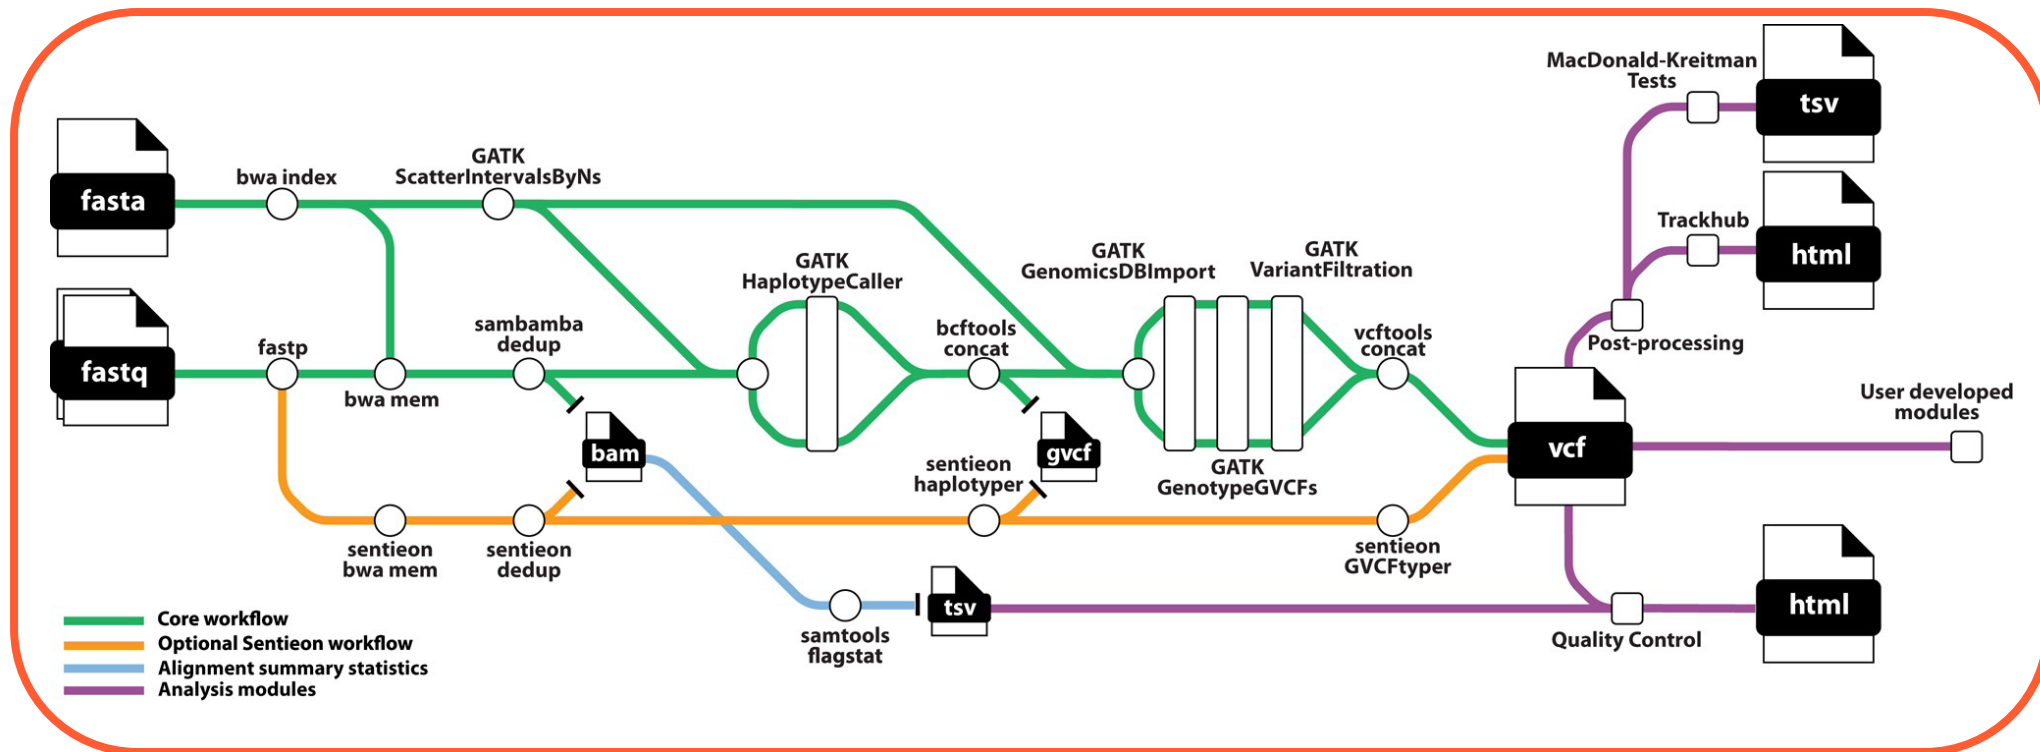 MacDonald-Kreitman
Tests
tsv
GATK
ScatterIntervalsByNs
bwa index
fasta
Trackhub
html
GATK
HaplotypeCaller
GATK
GenomicsDBImport
GATK
VariantFiltration
sambamba
dedup
bcftools
concat
vcftools
concat
fastp
fastq
bwa mem
Post-processing
User developed
modules
bam
gvcf
vcf
sentieon
haplotyper
GATK
GenotypeGVCFs
sentieon
bwa mem
sentieon
dedup
sentieon
GVCFtyper
tsv
html
samtools
flagstat
Quality Control
Core workflow
Optional Sentieon workflow
Alignment summary statistics
Analysis modules